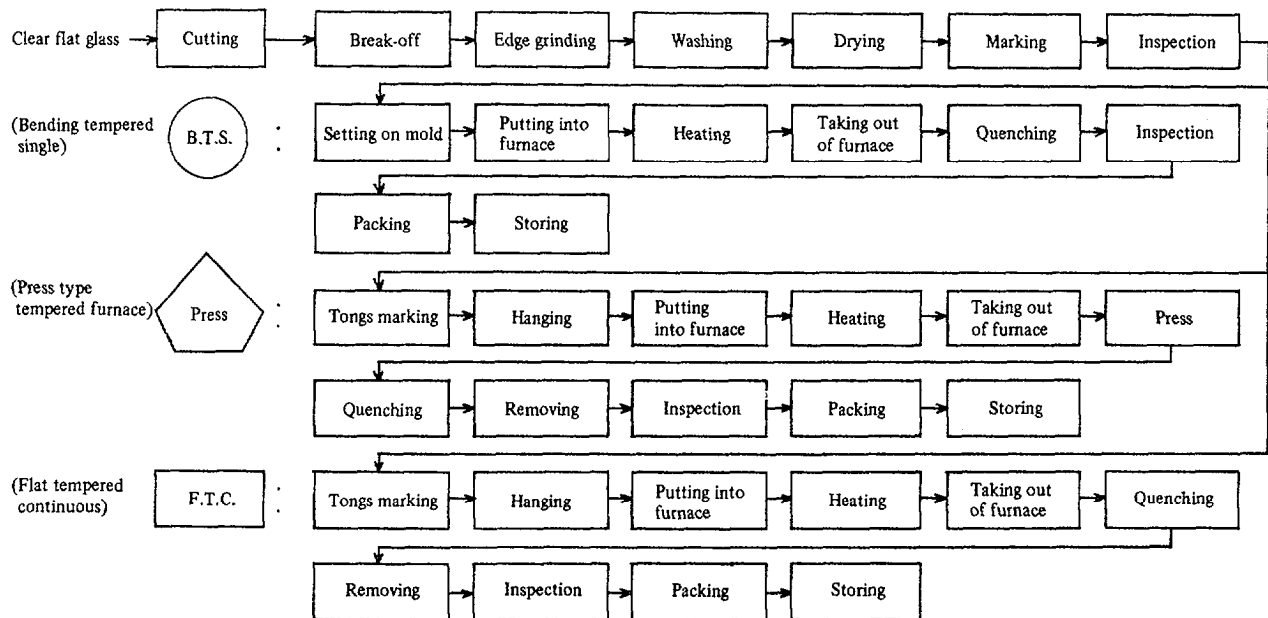 Clear flat glass
Cutting
Break-off
Edge grinding
Washing
Drying
Marking
Inspection
(Bending tempered
single)
B.T.S.
:
Setting on mold
Putting into
furnace
Heating
Taking out
of furnace
Quenching
Inspection
Packing
Storing
(Press type
tempered furnace)
Press
:
Tongs marking
Hanging
Putting
into furnace
Heating
Taking out
of furnace
Press
Quenching
Removing
Inspection
Packing
Storing
(Flat tempered
continuous)
F.T.C.
:
Tongs marking
Hanging
Putting into
furnace
Heating
Taking out
of furnace
Quenching
Removing
Inspection
Packing
Storing